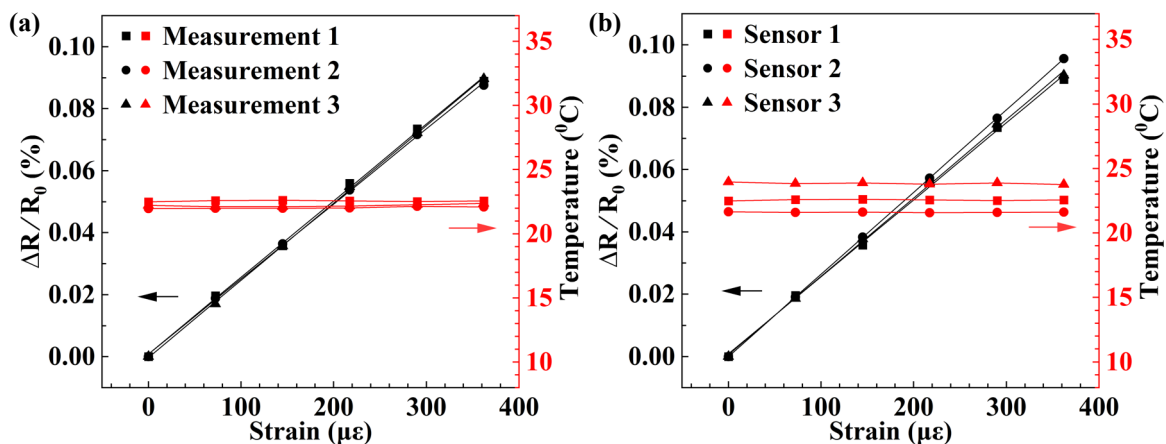 (a)
Measurement 1
Measurement 2
Measurement 3
0.10
0.08
0.06
0.04
0.02
0.00
ΔR/R₀ (%)
35
30
25
20
15
10
Temperature (⁰C)
0 100 200 300 400
Strain (με)
(b)
Sensor 1
Sensor 2
Sensor 3
0.10
0.08
0.06
0.04
0.02
0.00
ΔR/R₀ (%)
35
30
25
20
15
10
Temperature (⁰C)
0 100 200 300 400
Strain (με)